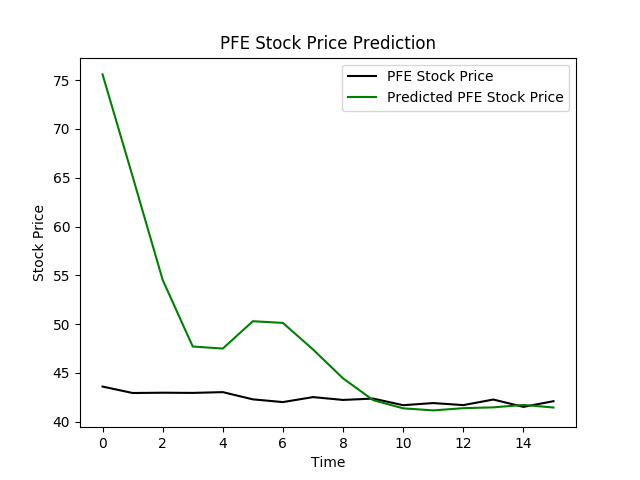 PFE Stock Price Prediction
PFE Stock Price
Predicted PFE Stock Price
Stock Price
75
70
65
60
55
50
45
40
0 2 4 6 8 10 12 14
Time